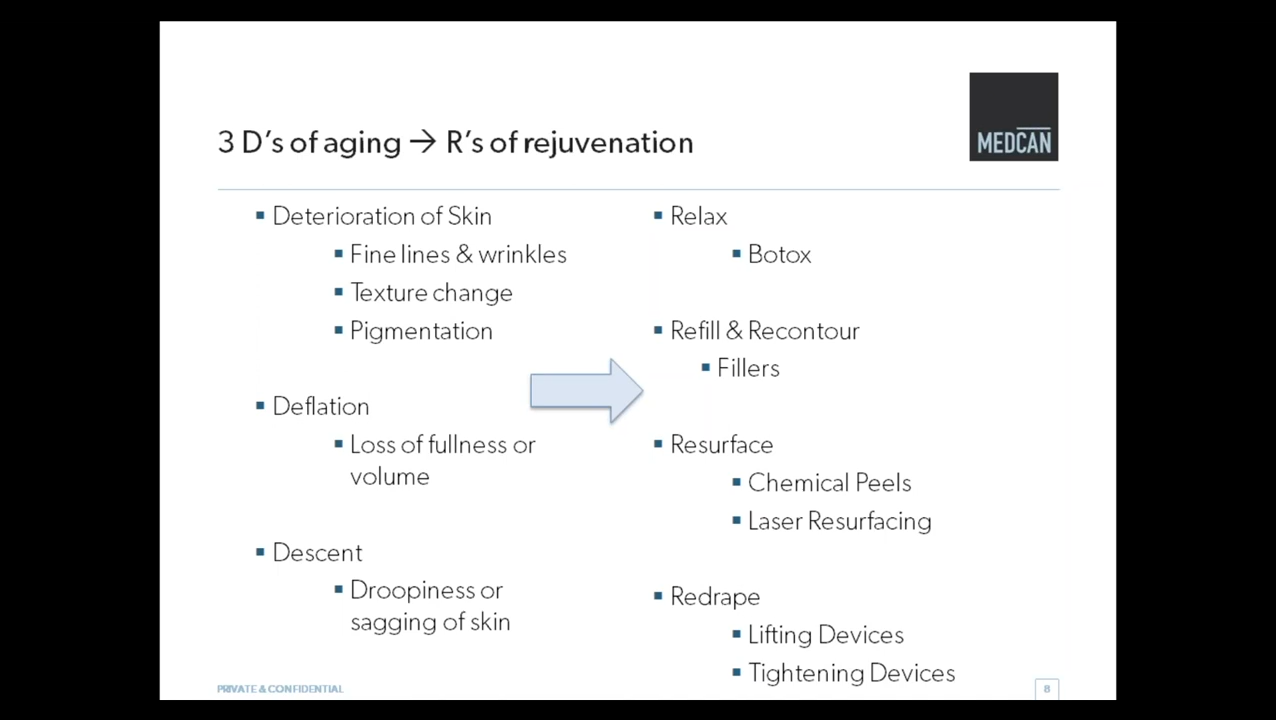 MEDCAN
3 D's of aging → R's of rejuvenation
▪ Deterioration of Skin
▪ Fine lines & wrinkles
▪ Texture change
▪ Pigmentation
▪ Deflation
▪ Loss of fullness or
volume
▪ Descent
▪ Droopiness or
sagging of skin
▪ Relax
▪ Botox
▪ Refill & Recontour
▪ Fillers
▪ Resurface
▪ Chemical Peels
▪ Laser Resurfacing
▪ Redrape
▪ Lifting Devices
▪ Tightening Devices
PRIVATE & CONFIDENTIAL
8